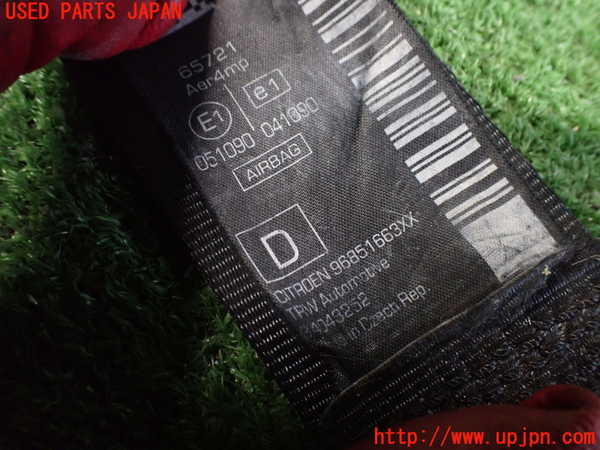 USED PARTS JAPAN
65721
Aer4mp
E1 e1
051090 041090
AIRBAG
D
CITROEN 96851663XX
TRW Automotive
in Czech Rep.
http://www.upjpn.com